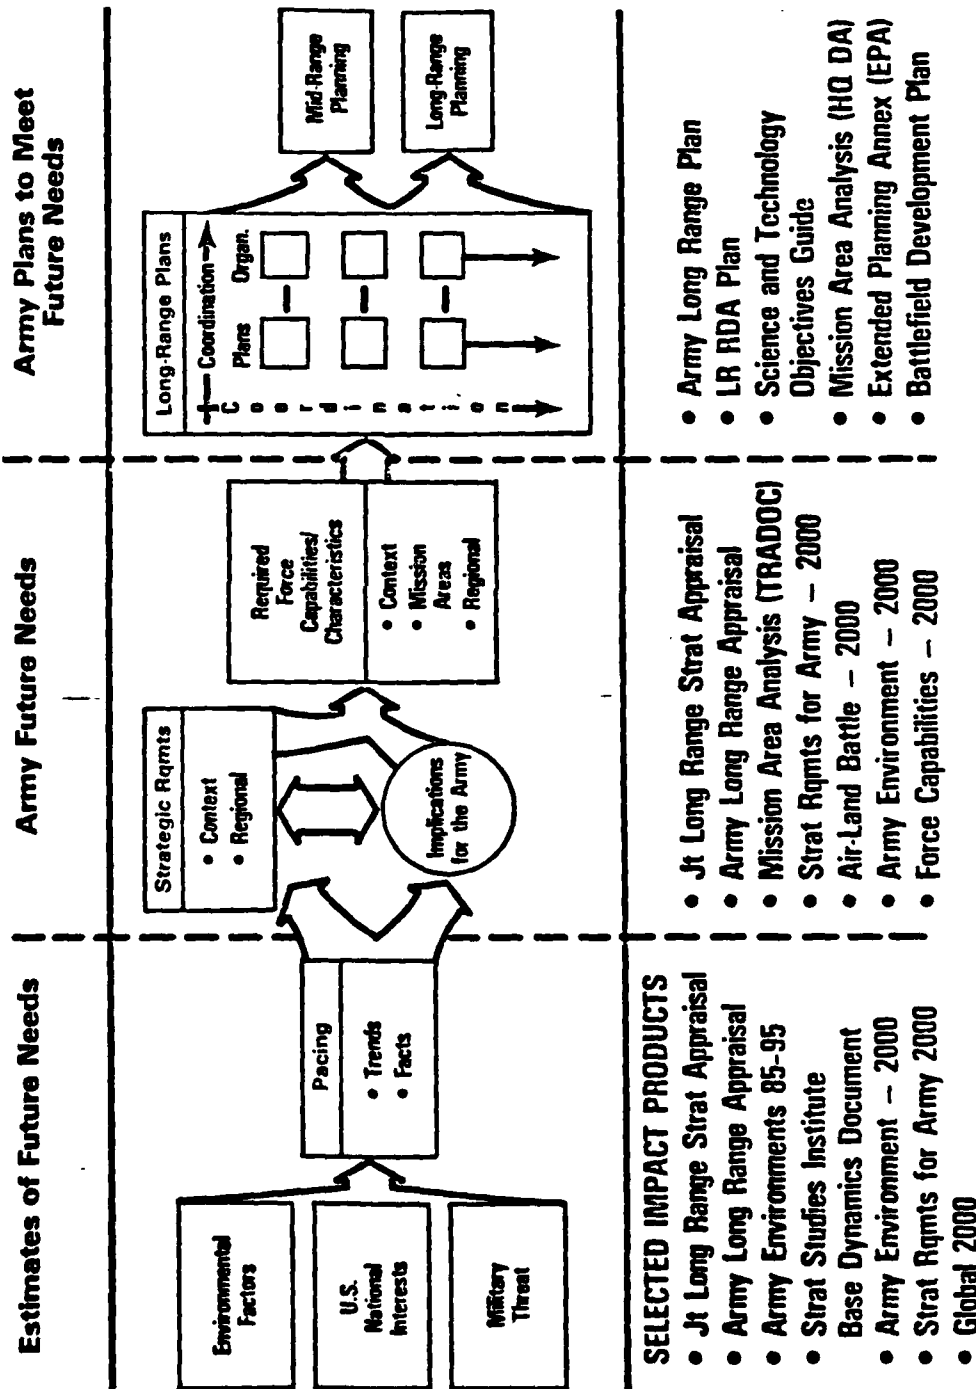 Estimates of Future Needs
Army Future Needs
Army Plans to Meet
Future Needs
Environmental
Factors
U.S.
National
Interests
Military
Threat
Pacing
• Trends
• Facts
Strategic Rqmts
• Context
• Regional
Implications
for the Army
Required
Force
Capabilities/
Characteristics
• Context
• Mission
Areas
• Regional
Long-Range Plans
Coordination
Coordination
Plans
Organ.
Mid-Range
Planning
Long-Range
Planning
SELECTED IMPACT PRODUCTS
• Jt Long Range Strat Appraisal
• Army Long Range Appraisal
• Army Environments 85-95
• Strat Studies Institute
Base Dynamics Document
• Army Environment – 2000
• Strat Rqmts for Army 2000
• Global 2000
• Jt Long Range Strat Appraisal
• Army Long Range Appraisal
• Mission Area Analysis (TRADOC)
• Strat Rqmts for Army – 2000
• Air-Land Battle – 2000
• Army Environment – 2000
• Force Capabilities – 2000
• Army Long Range Plan
• LR RDA Plan
• Science and Technology
Objectives Guide
• Mission Area Analysis (HQ DA)
• Extended Planning Annex (EPA)
• Battlefield Development Plan